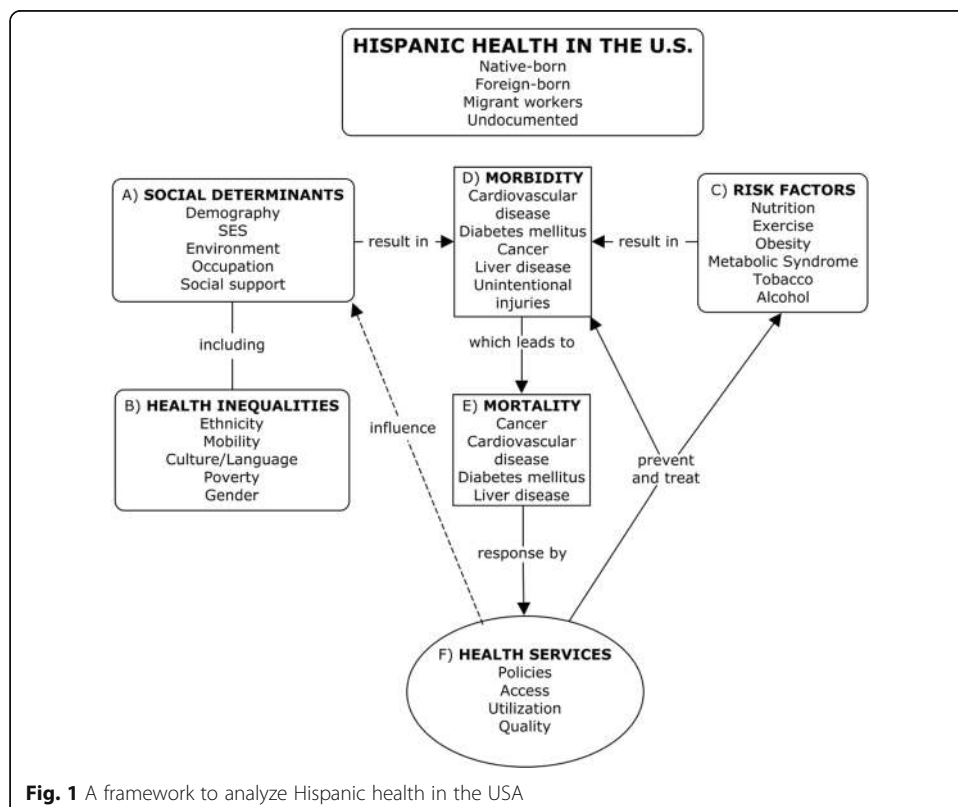 HISPANIC HEALTH IN THE U.S.
Native-born
Foreign-born
Migrant workers
Undocumented
A) SOCIAL DETERMINANTS
Demography
SES
Environment
Occupation
Social support
result in
D) MORBIDITY
Cardiovascular
disease
Diabetes mellitus
Cancer
Liver disease
Unintentional
injuries
result in
C) RISK FACTORS
Nutrition
Exercise
Obesity
Metabolic Syndrome
Tobacco
Alcohol
including
which leads to
B) HEALTH INEQUALITIES
Ethnicity
Mobility
Culture/Language
Poverty
Gender
influence
E) MORTALITY
Cancer
Cardiovascular
disease
Diabetes mellitus
Liver disease
prevent
and treat
response by
F) HEALTH SERVICES
Policies
Access
Utilization
Quality
Fig. 1 A framework to analyze Hispanic health in the USA